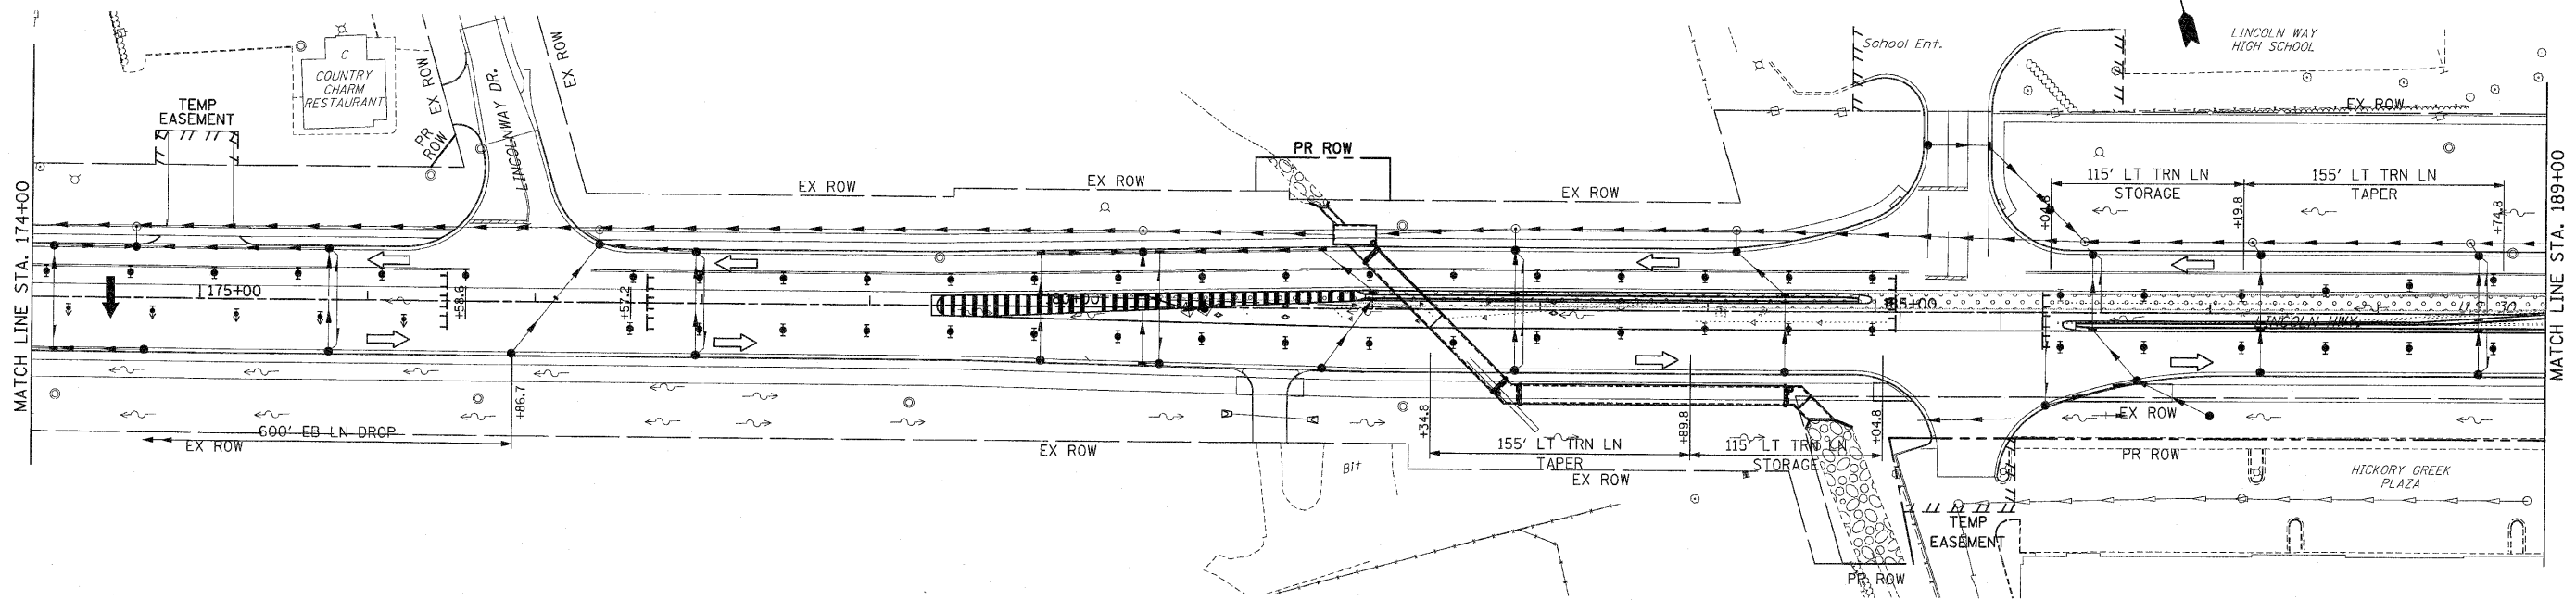 MATCH LINE STA. 174+00
C
COUNTRY
CHARM
RESTAURANT
TEMP
EASEMENT
EX ROW
PR
ROW
LINCOLNWAY DR.
EX ROW
EX ROW
EX ROW
PR ROW
EX ROW
School Ent.
LINCOLN WAY
HIGH SCHOOL
EX ROW
115' LT TRN LN
STORAGE
155' LT TRN LN
TAPER
+04.8
+19.8
+74.8
175+00
+58.6
+57.2
185+00
U.S. 30
LINCOLN HWY.
+86.7
600' EB LN DROP
EX ROW
EX ROW
Bit
+34.8
155' LT TRN LN
TAPER
+89.8
115' LT TRN LN
STORAGE
+04.8
EX ROW
EX ROW
PR ROW
HICKORY GREEK
PLAZA
TEMP
EASEMENT
PR ROW
MATCH LINE STA. 189+00